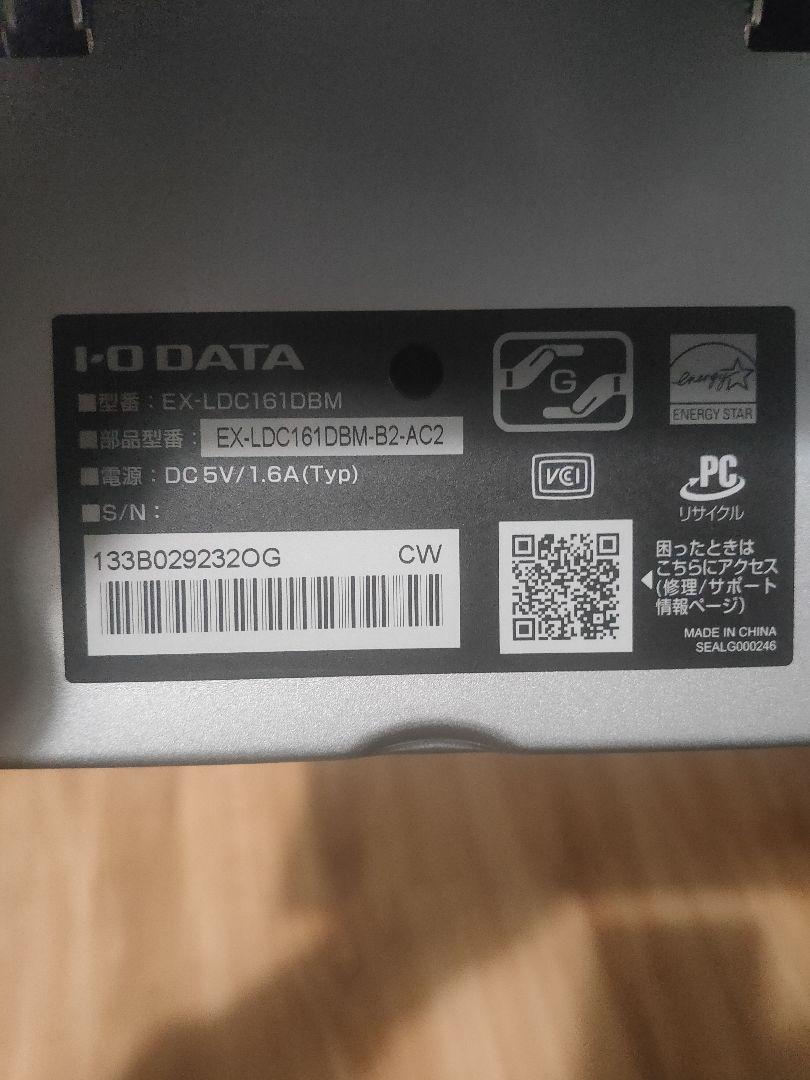 I-O DATA
■型番：EX-LDC161DBM
■部品型番：EX-LDC161DBM-B2-AC2
■電源：DC5V/1.6A(Typ)
■S/N：
133B029232OG CW
G
energy
ENERGY STAR
VCI
PC
リサイクル
困ったときは
こちらにアクセス
(修理/サポート
情報ページ)
MADE IN CHINA
SEALG000246